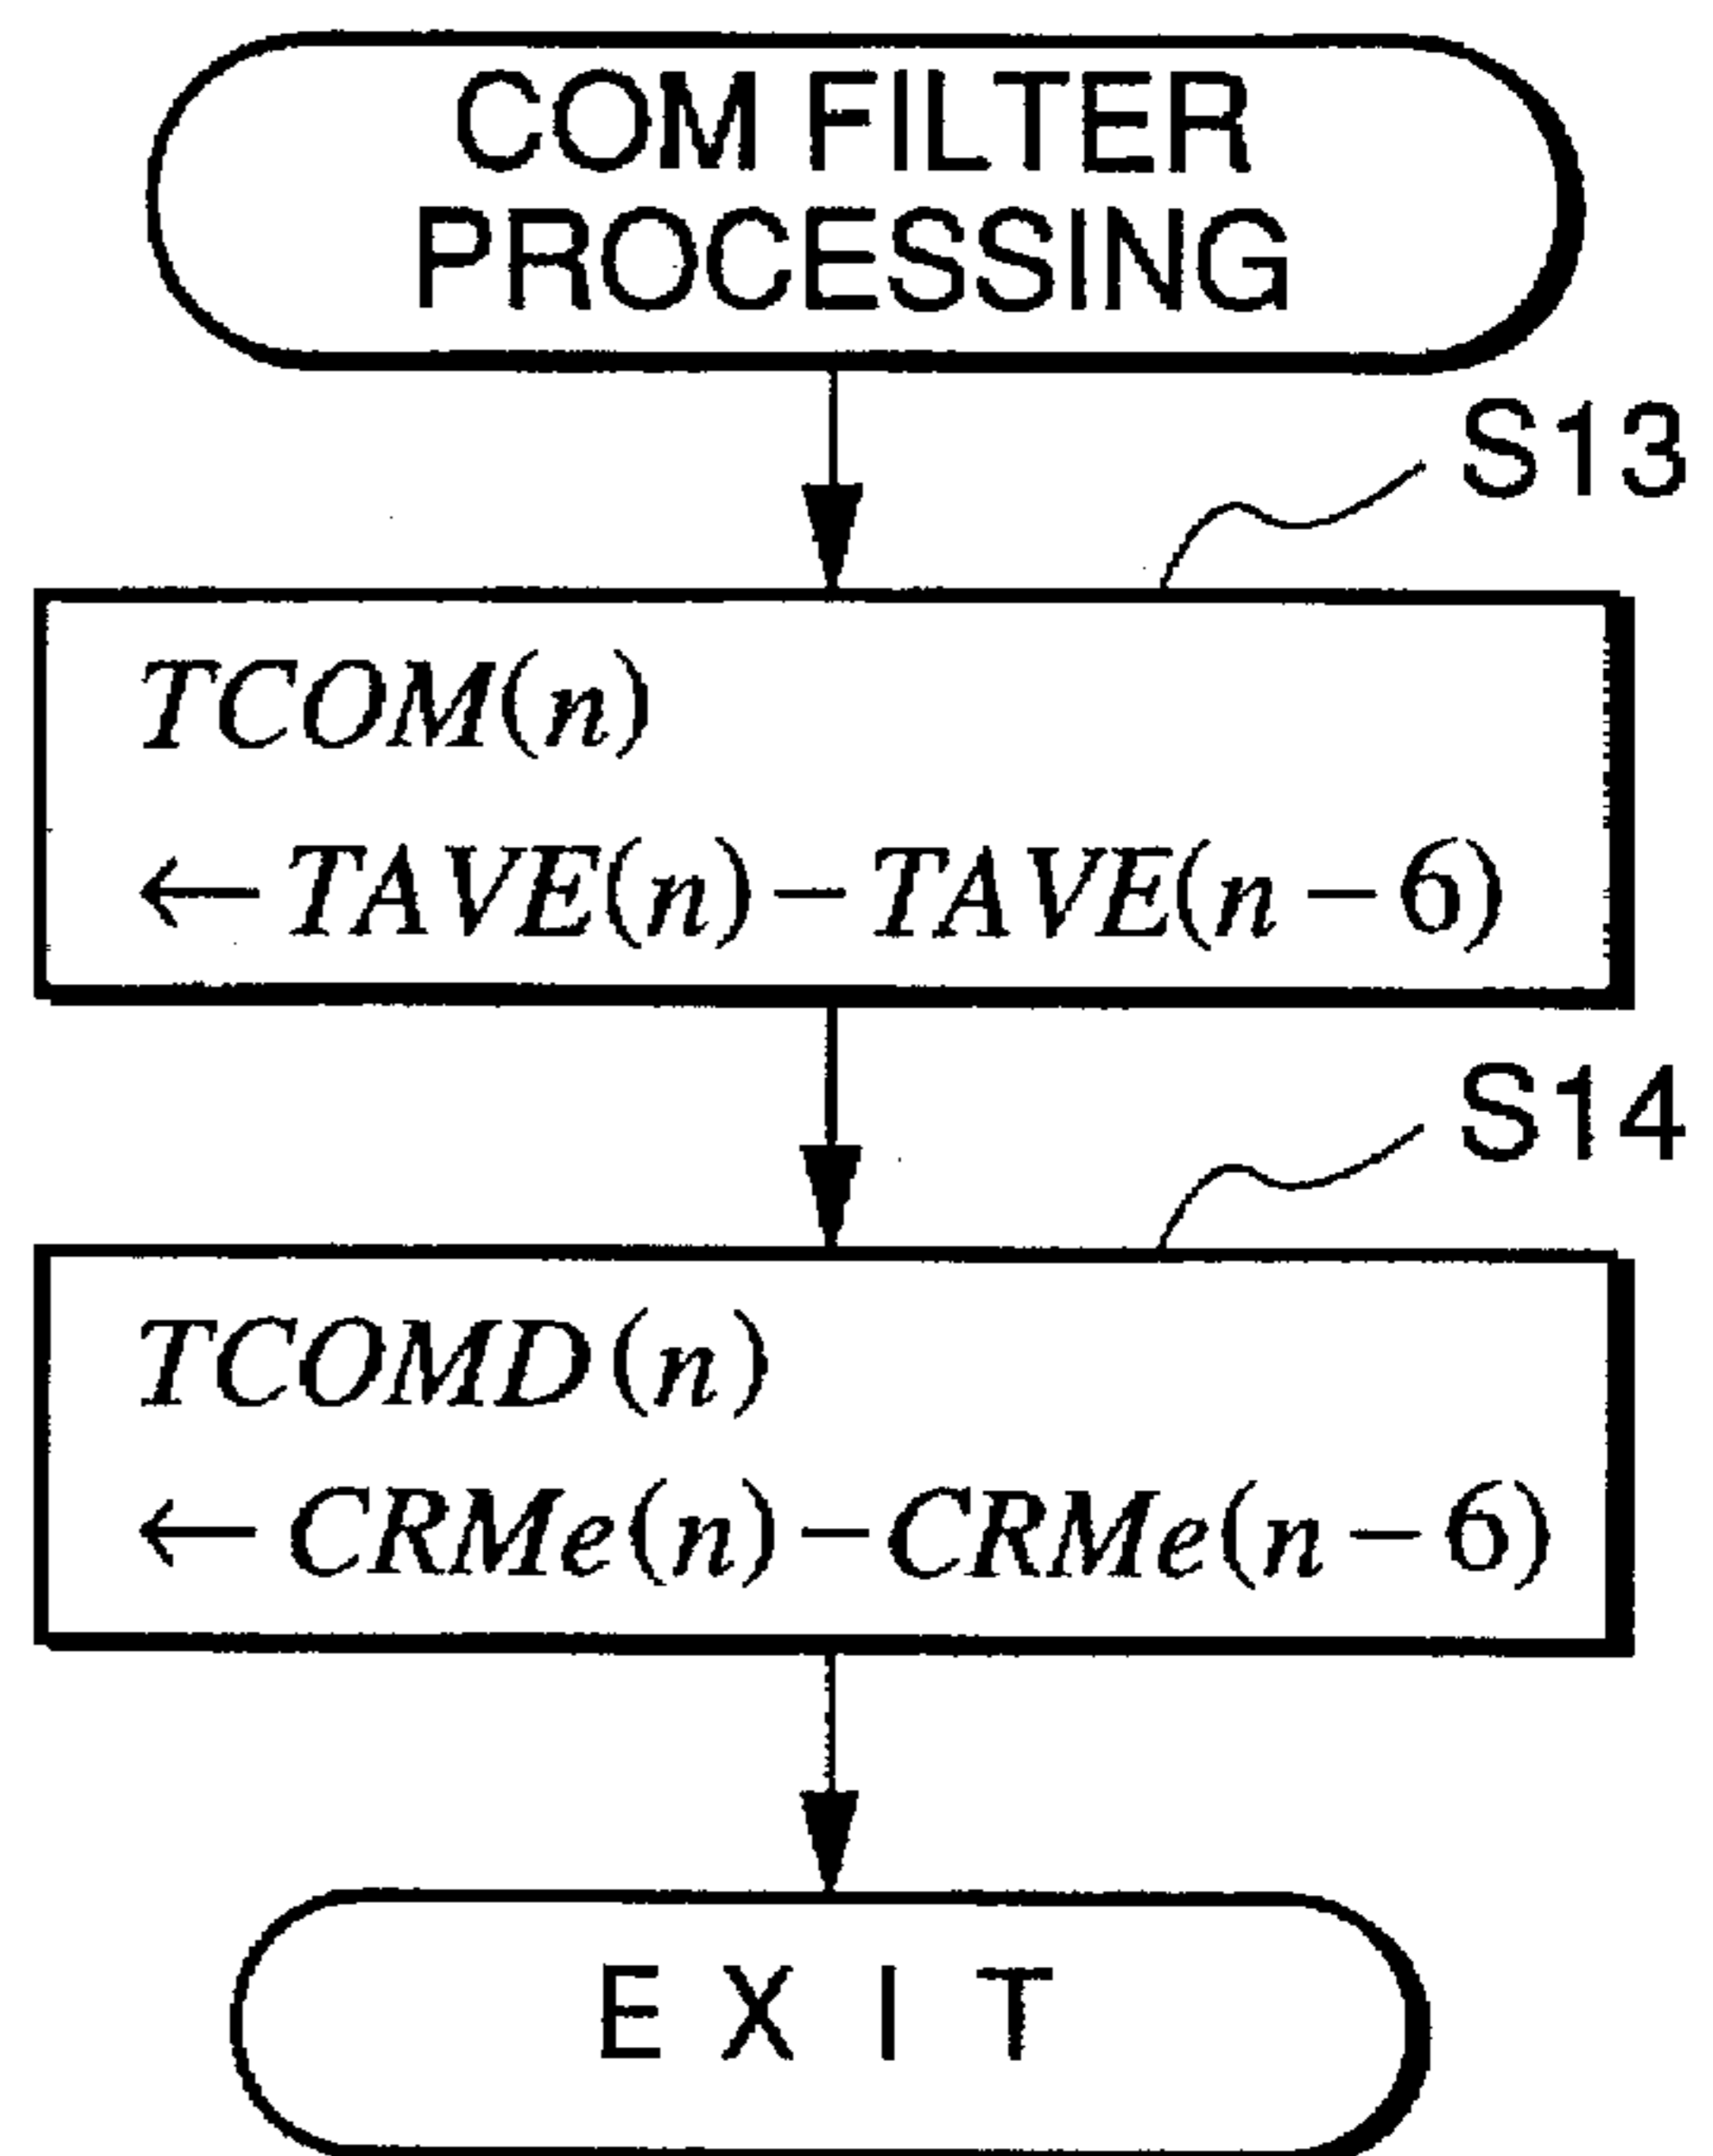 COM FILTER
PROCESSING
S13
TCOM(n)
← TAVE(n) − TAVE(n − 6)
S14
TCOMD(n)
← CRMe(n) − CRMe(n − 6)
EXIT